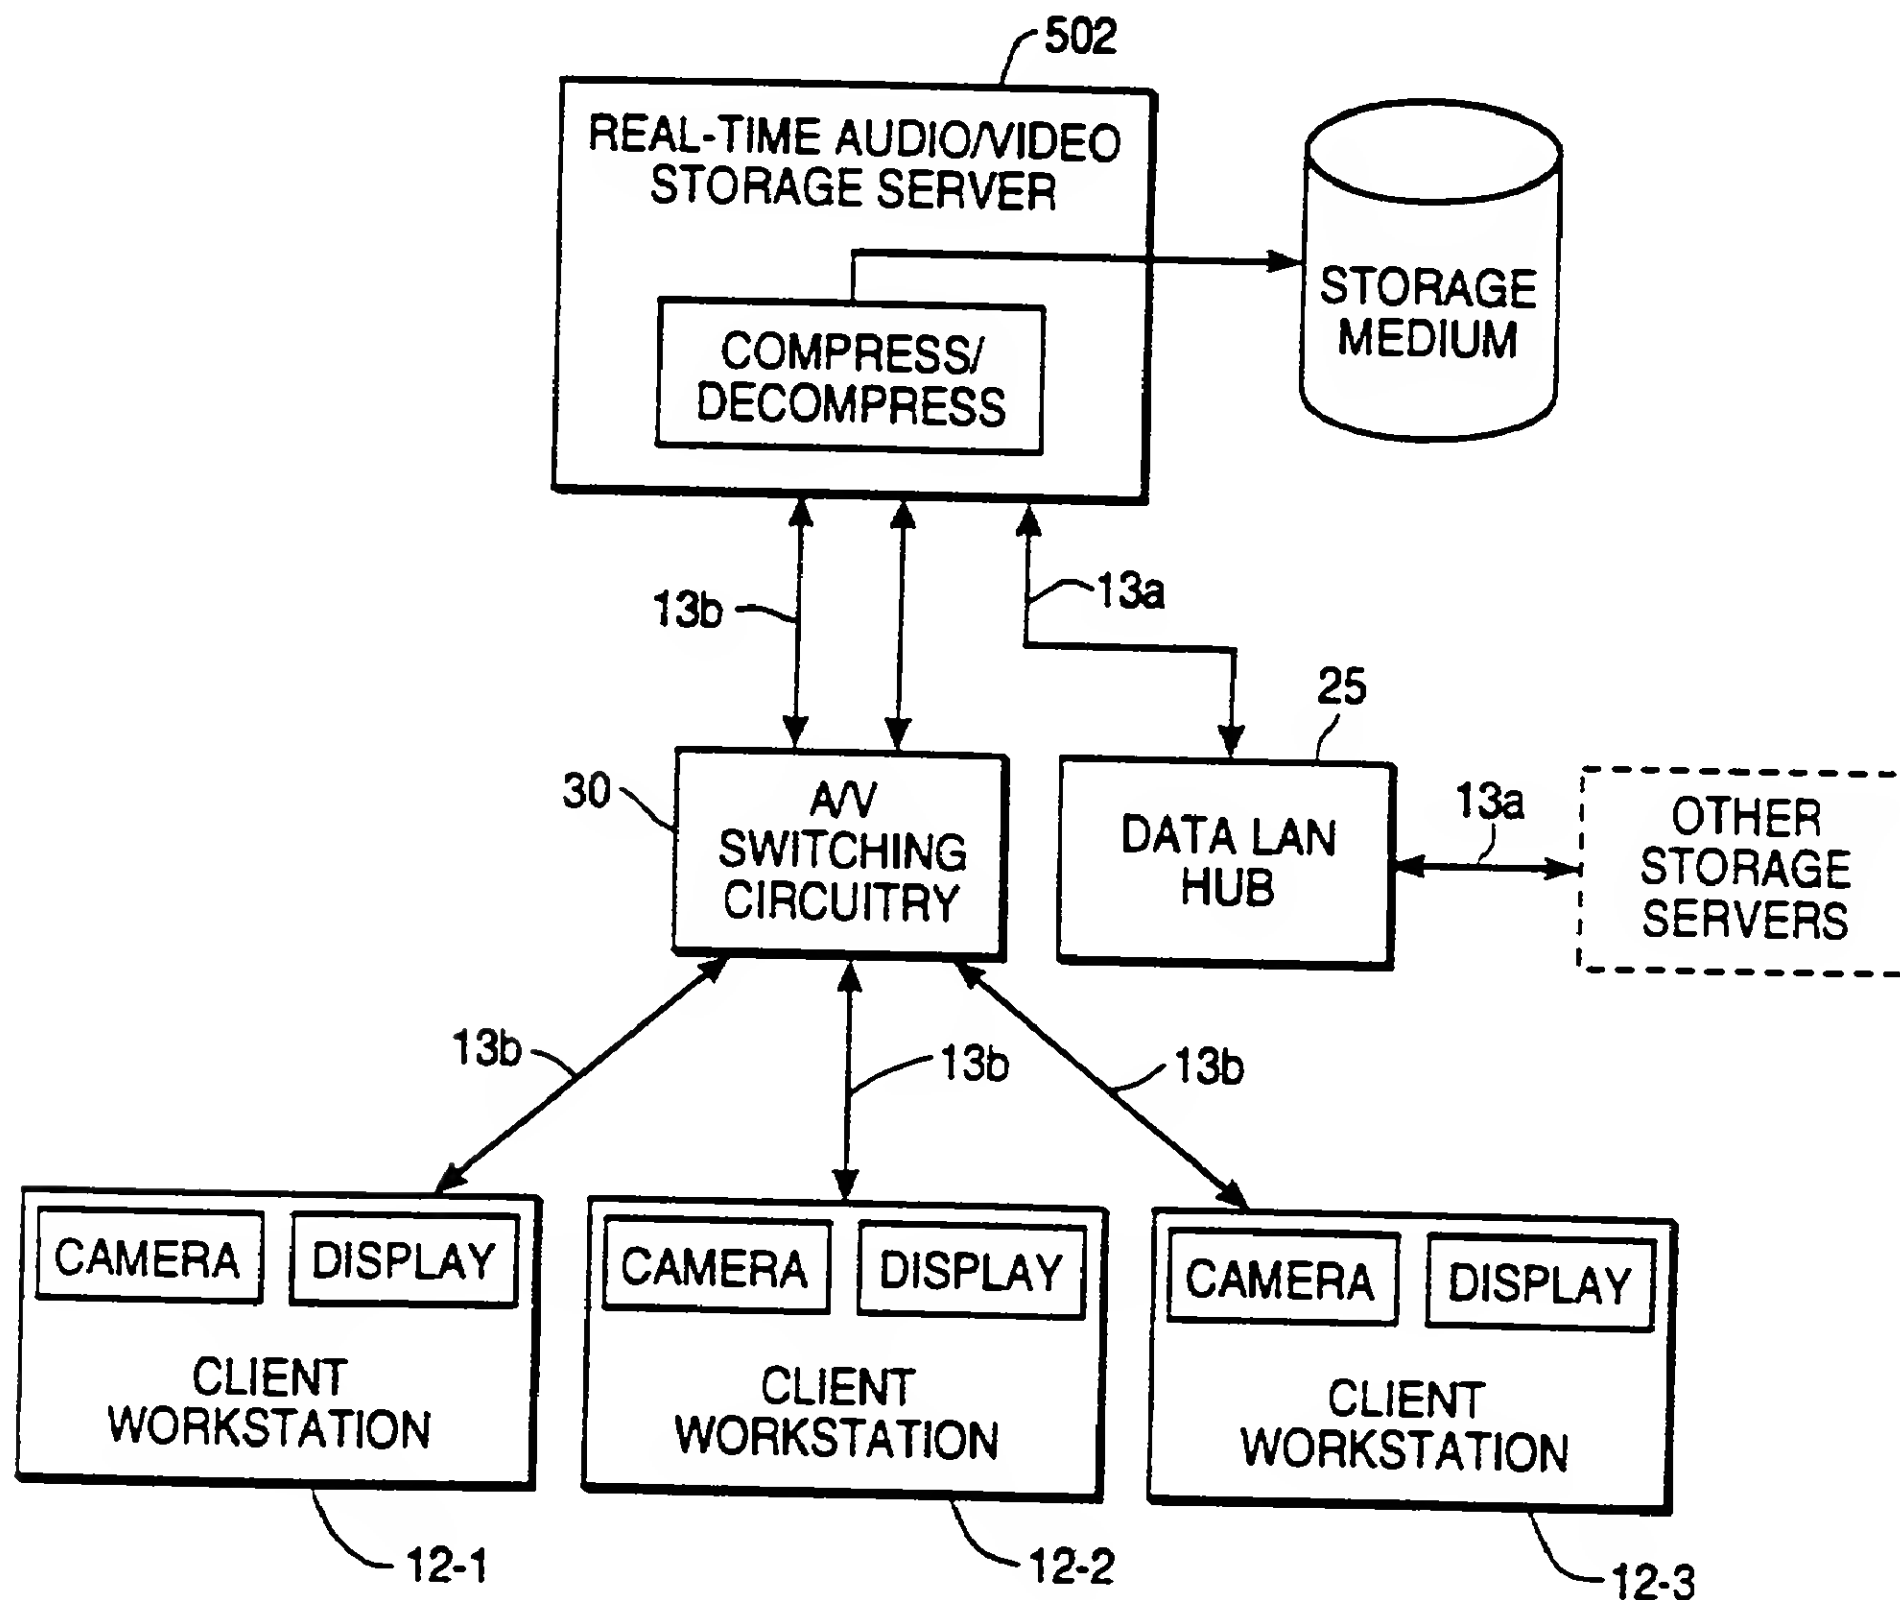 502
REAL-TIME AUDIO/VIDEO
STORAGE SERVER
COMPRESS/
DECOMPRESS
STORAGE
MEDIUM
13b
13a
25
30
A/V
SWITCHING
CIRCUITRY
DATA LAN
HUB
13a
OTHER
STORAGE
SERVERS
13b
13b
13b
CAMERA
DISPLAY
CLIENT
WORKSTATION
CAMERA
DISPLAY
CLIENT
WORKSTATION
CAMERA
DISPLAY
CLIENT
WORKSTATION
12-1
12-2
12-3